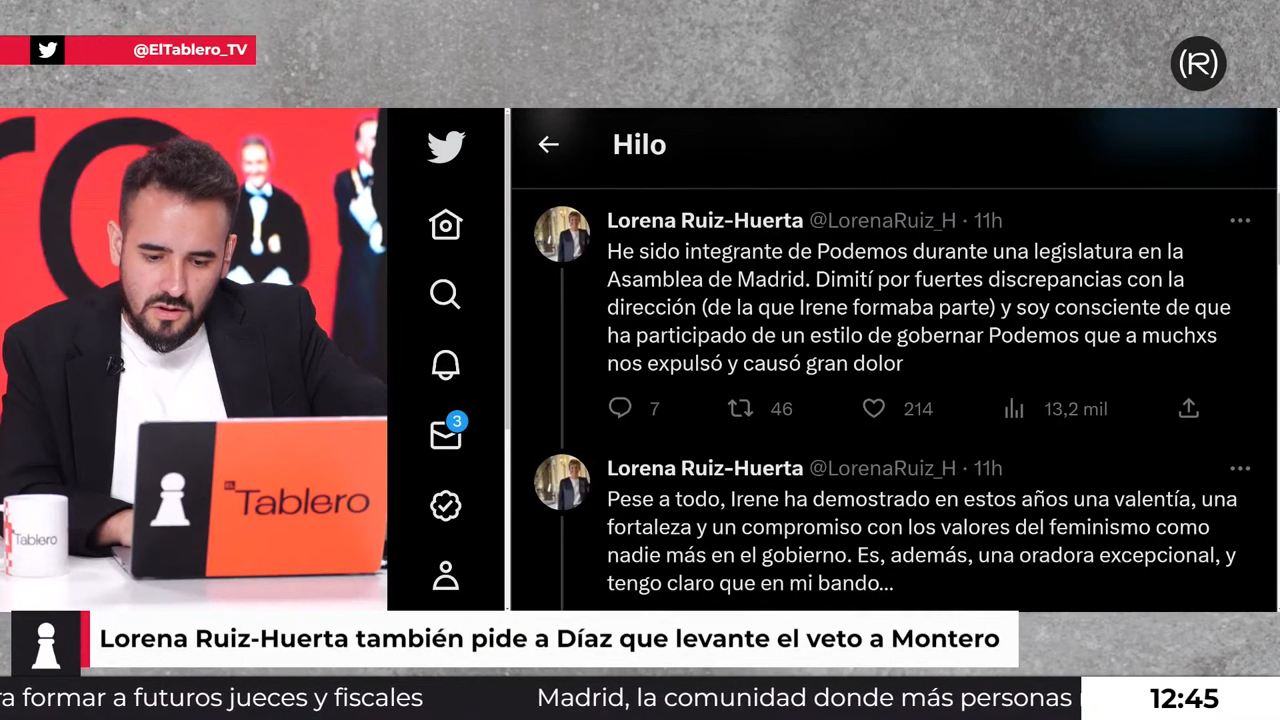 @ElTablero_TV
(R)
ro
Hilo
Lorena Ruiz-Huerta @LorenaRuiz_H · 11h
He sido integrante de Podemos durante una legislatura en la
Asamblea de Madrid. Dimití por fuertes discrepancias con la
dirección (de la que Irene formaba parte) y soy consciente de que
ha participado de un estilo de gobernar Podemos que a muchxs
nos expulsó y causó gran dolor
7 46 214 13,2 mil
3
Lorena Ruiz-Huerta @LorenaRuiz_H · 11h
Pese a todo, Irene ha demostrado en estos años una valentía, una
fortaleza y un compromiso con los valores del feminismo como
nadie más en el gobierno. Es, además, una oradora excepcional, y
tengo claro que en mi bando...
EL Tablero
Tablero
Lorena Ruiz-Huerta también pide a Díaz que levante el veto a Montero
ra formar a futuros jueces y fiscales Madrid, la comunidad donde más personas
12:45